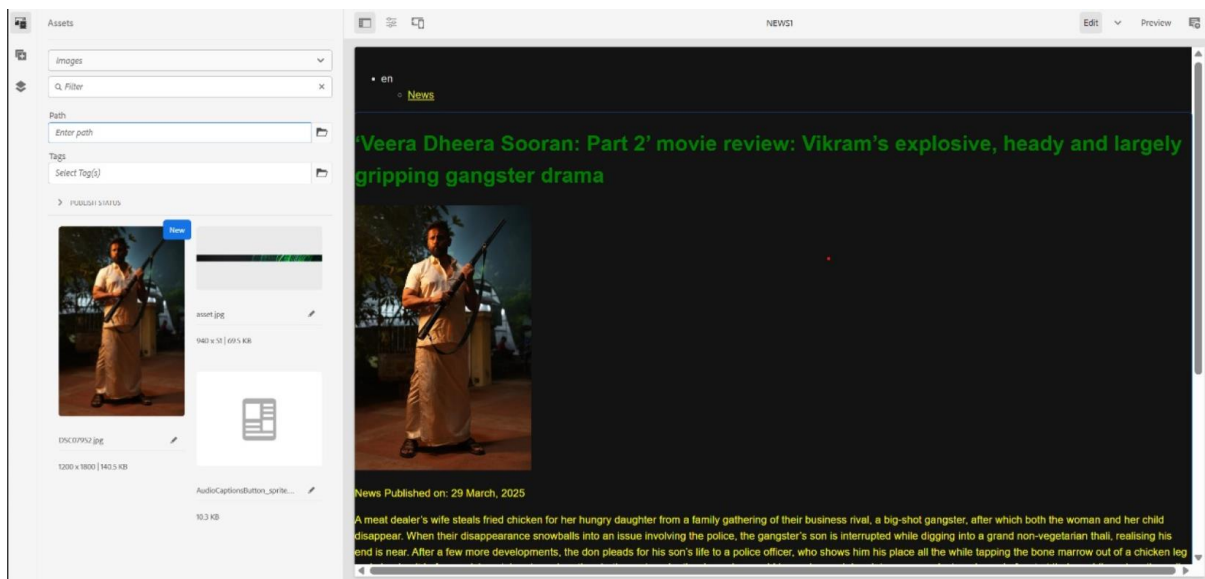 Assets
NEWS1
Edit
Preview
Images
Filter
Path
Enter path
Tags
Select Tag(s)
PUBLISH STATUS
New
DSC07952.jpg
1200 x 1800 | 140.5 KB
asset.jpg
940 x 51 | 69.5 KB
AudioCaptionsButton_sprite...
10.3 KB
en
News
‘Veera Dheera Sooran: Part 2’ movie review: Vikram’s explosive, heady and largely
gripping gangster drama
News Published on: 29 March, 2025
A meat dealer’s wife steals fried chicken for her hungry daughter from a family gathering of their business rival, a big-shot gangster, after which both the woman and her child
disappear. When their disappearance snowballs into an issue involving the police, the gangster’s son is interrupted while digging into a grand non-vegetarian thali, realising his
end is near. After a few more developments, the don pleads for his son’s life to a police officer, who shows him his place all the while tapping the bone marrow out of a chicken leg